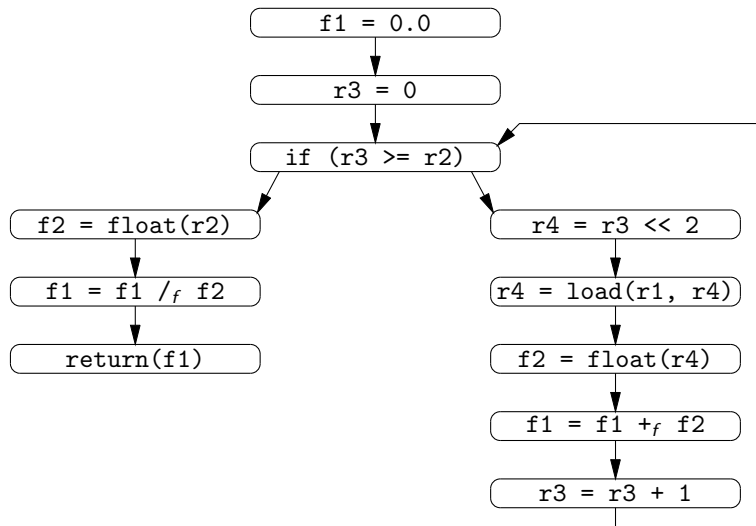 f1 = 0.0
r3 = 0
if (r3 >= r2)
f2 = float(r2)
f1 = f1 /f f2
return(f1)
r4 = r3 << 2
r4 = load(r1, r4)
f2 = float(r4)
f1 = f1 +f f2
r3 = r3 + 1